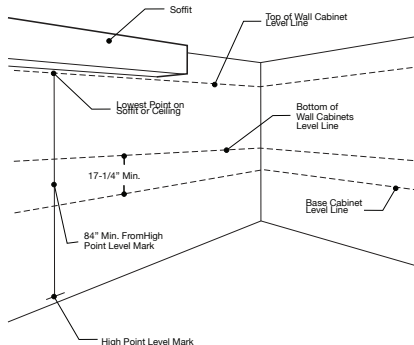 Soffit
Top of Wall Cabinet
Level Line
Lowest Point on
Soffit or Ceiling
Bottom of
Wall Cabinets
Level Line
17-1/4" Min.
Base Cabinet
Level Line
84" Min. FromHigh
Point Level Mark
High Point Level Mark